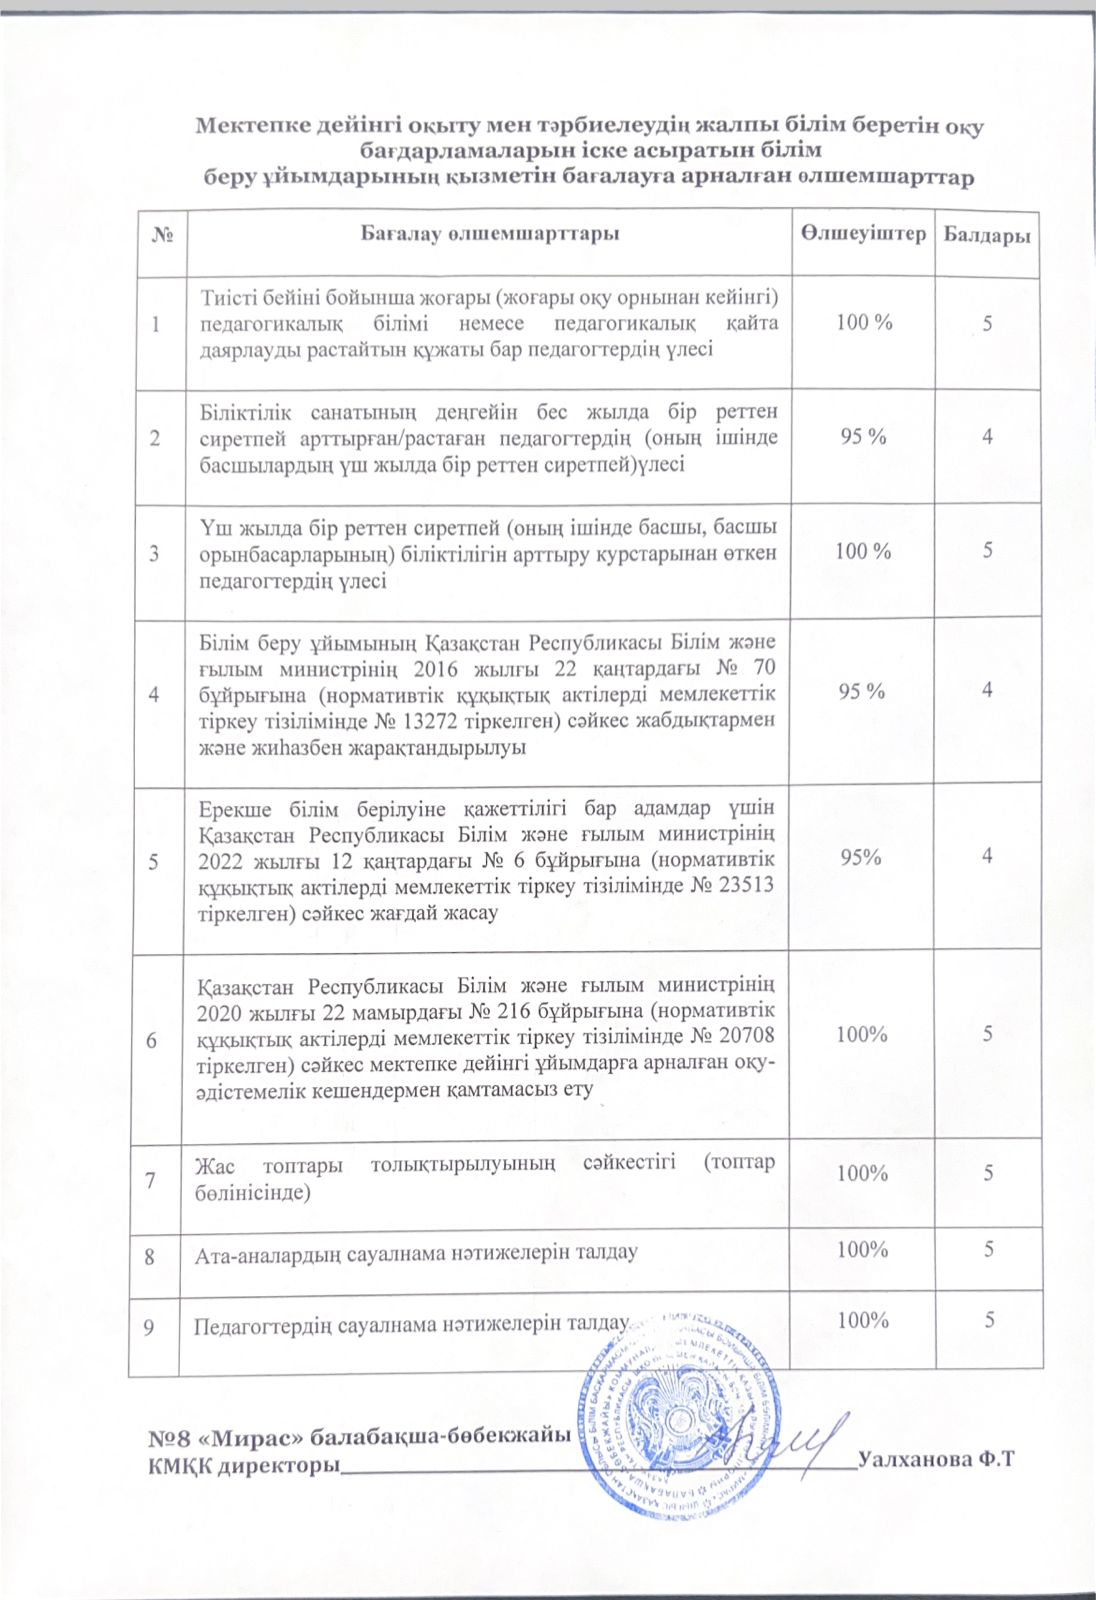 Мектепке дейінгі оқыту мен тәрбиелеудің жалпы білім беретін оқу
бағдарламаларын іске асыратын білім
беру ұйымдарының қызметін бағалауға арналған өлшемшарттар
№ Бағалау өлшемшарттары Өлшеуіштер Балдары
Тиісті бейіні бойынша жоғары (жоғары оқу орнынан кейінгі)
1 педагогикалық білімі немесе педагогикалық қайта 100 % 5
даярлауды растайтын құжаты бар педагогтердің үлесі
Біліктілік санатының деңгейін бес жылда бір реттен
2 сиретпей арттырған/растаған педагогтердің (оның ішінде 95 % 4
басшылардың үш жылда бір реттен сиретпей)үлесі
Үш жылда бір реттен сиретпей (оның ішінде басшы, басшы
3 орынбасарларының) біліктілігін арттыру курстарынан өткен 100 % 5
педагогтердің үлесі
Білім беру ұйымының Қазақстан Республикасы Білім және
ғылым министрінің 2016 жылғы 22 қаңтардағы № 70
4 бұйрығына (нормативтік құқықтық актілерді мемлекеттік 95 % 4
тіркеу тізілімінде № 13272 тіркелген) сәйкес жабдықтармен
және жиһазбен жарақтандырылуы
Ерекше білім берілуіне қажеттілігі бар адамдар үшін
Қазақстан Республикасы Білім және ғылым министрінің
5 2022 жылғы 12 қаңтардағы № 6 бұйрығына (нормативтік 95% 4
құқықтық актілерді мемлекеттік тіркеу тізілімінде № 23513
тіркелген) сәйкес жағдай жасау
Қазақстан Республикасы Білім және ғылым министрінің
2020 жылғы 22 мамырдағы № 216 бұйрығына (нормативтік
6 құқықтық актілерді мемлекеттік тіркеу тізілімінде № 20708 100% 5
тіркелген) сәйкес мектепке дейінгі ұйымдарға арналған оқу-
әдістемелік кешендермен қамтамасыз ету
7 Жас топтары толықтырылуының сәйкестігі (топтар 100% 5
бөлінісінде)
8 Ата-аналардың сауалнама нәтижелерін талдау 100% 5
9 Педагогтердің сауалнама нәтижелерін талдау 100% 5
№8 «Мирас» балабақша-бөбекжайы
КМҚК директоры Уалханова Ф.Т